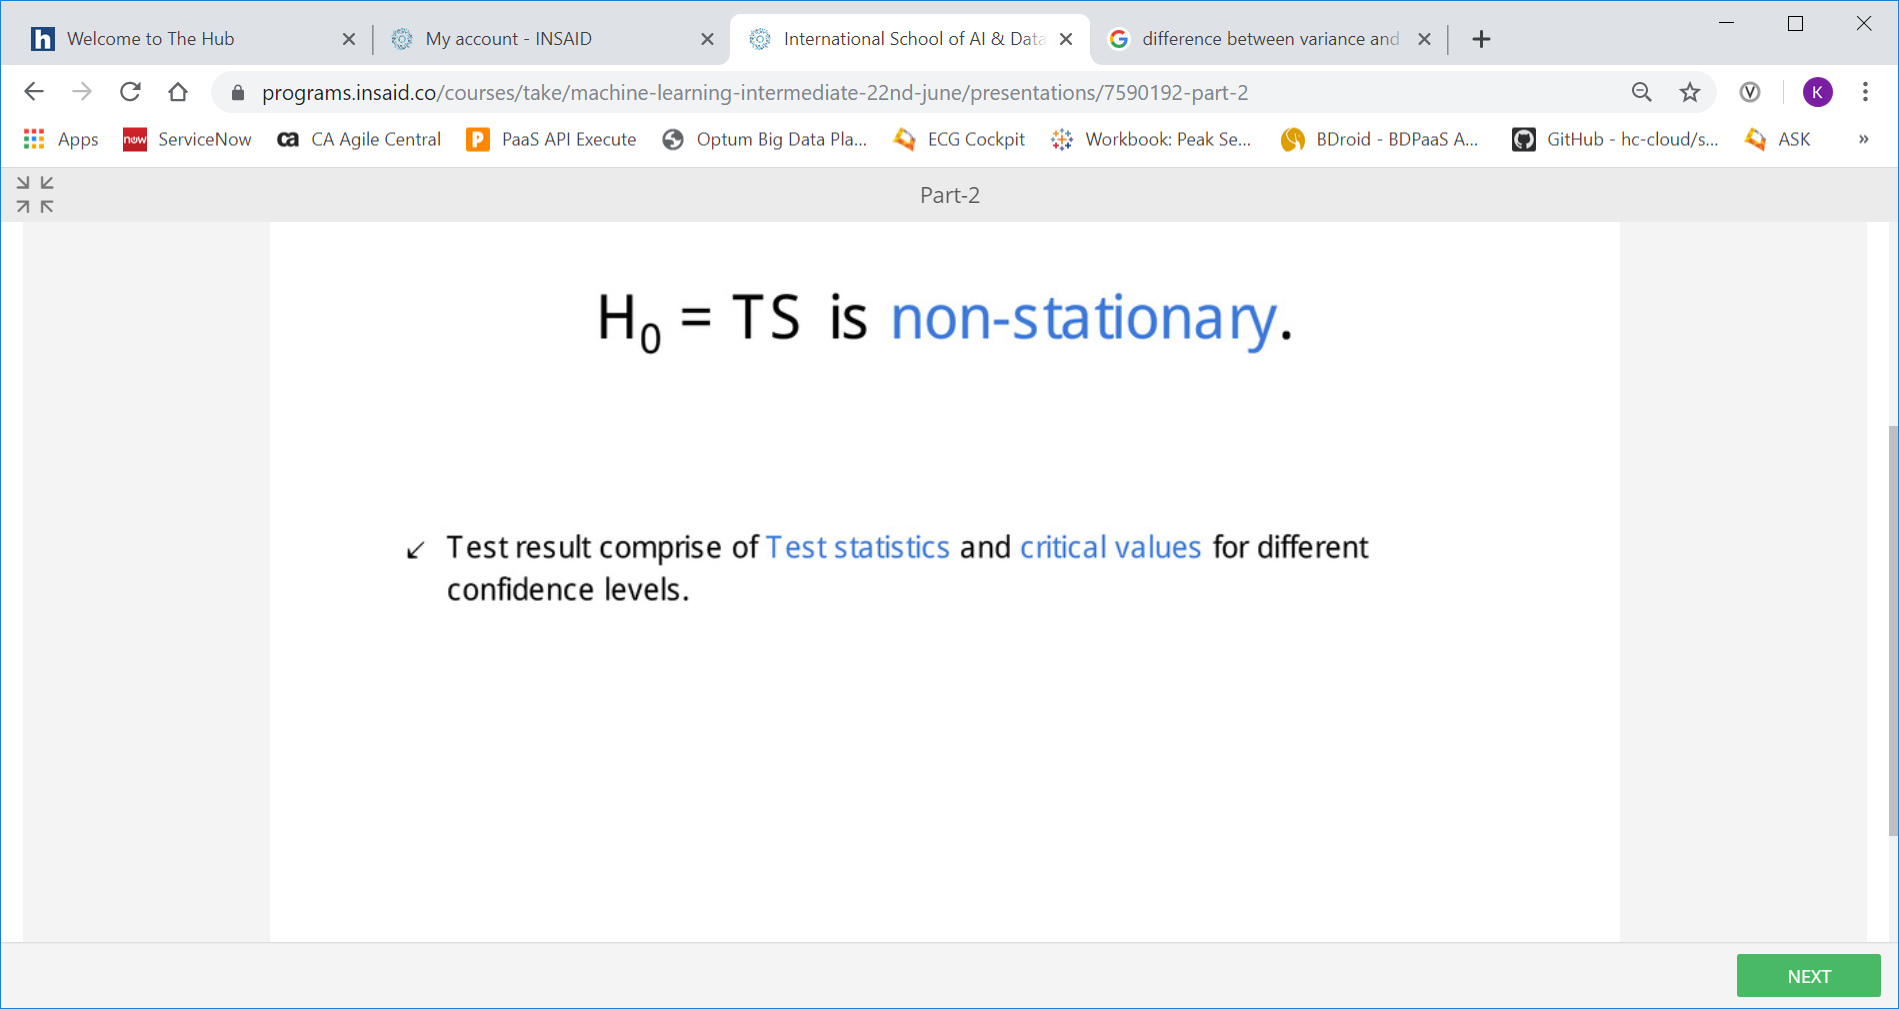 Welcome to The Hub
My account - INSAID
International School of AI & Data
difference between variance and
programs.insaid.co/courses/take/machine-learning-intermediate-22nd-june/presentations/7590192-part-2
K
Apps
now ServiceNow
ca CA Agile Central
P PaaS API Execute
Optum Big Data Pla...
ECG Cockpit
Workbook: Peak Se...
BDroid - BDPaaS A...
GitHub - hc-cloud/s...
ASK
»
Part-2
H₀ = TS is non-stationary.
Test result comprise of Test statistics and critical values for different
confidence levels.
NEXT